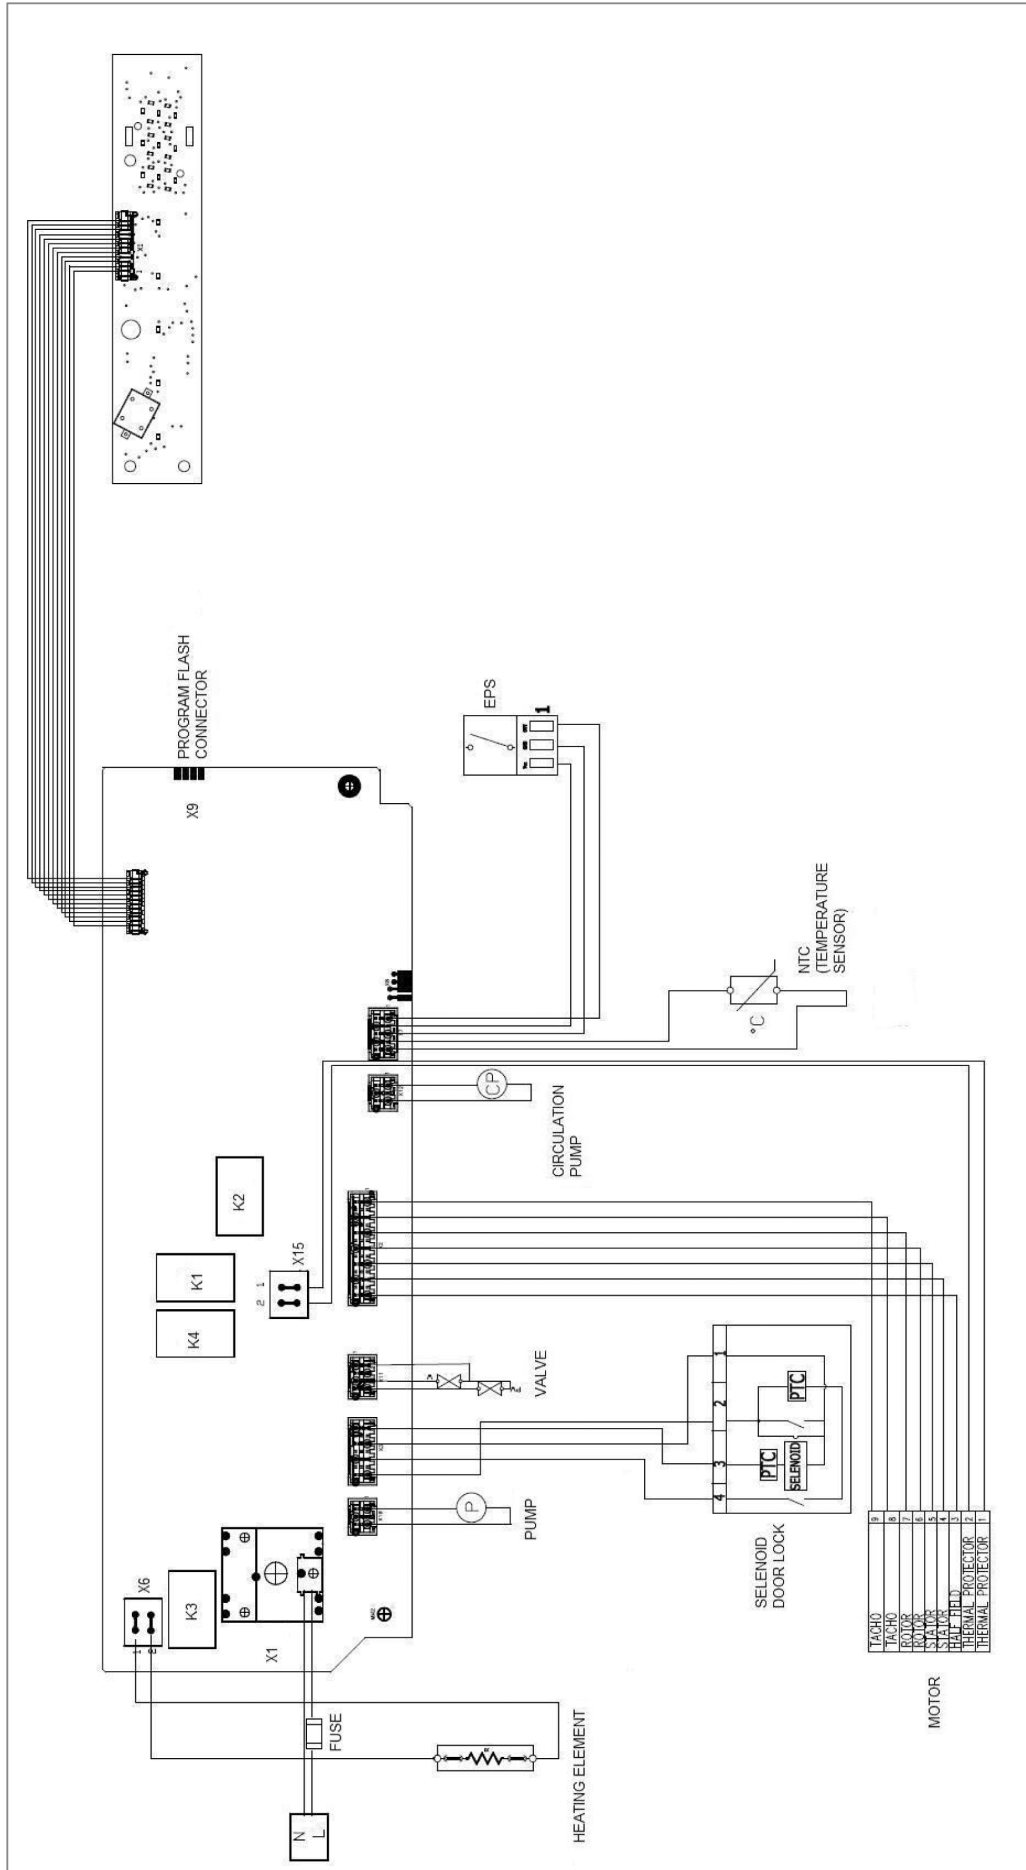 X1
1
PROGRAM FLASH
CONNECTOR
X9
EPS
1
NTC
(TEMPERATURE
SENSOR)
°C
CP
CIRCULATION
PUMP
K2
K1
K4
X15
2 1
VALVE
P
PUMP
1
2
3
4
PTC
PTC
SELENOID
SELENOID
DOOR LOCK
X6
1
K3
X1
FUSE
N
L
HEATING ELEMENT
TACHO 9
TACHO 8
ROTOR 7
ROTOR 6
STATOR 5
STATOR 4
HALF FIELD 3
THERMAL PROTECTOR 2
THERMAL PROTECTOR 1
MOTOR